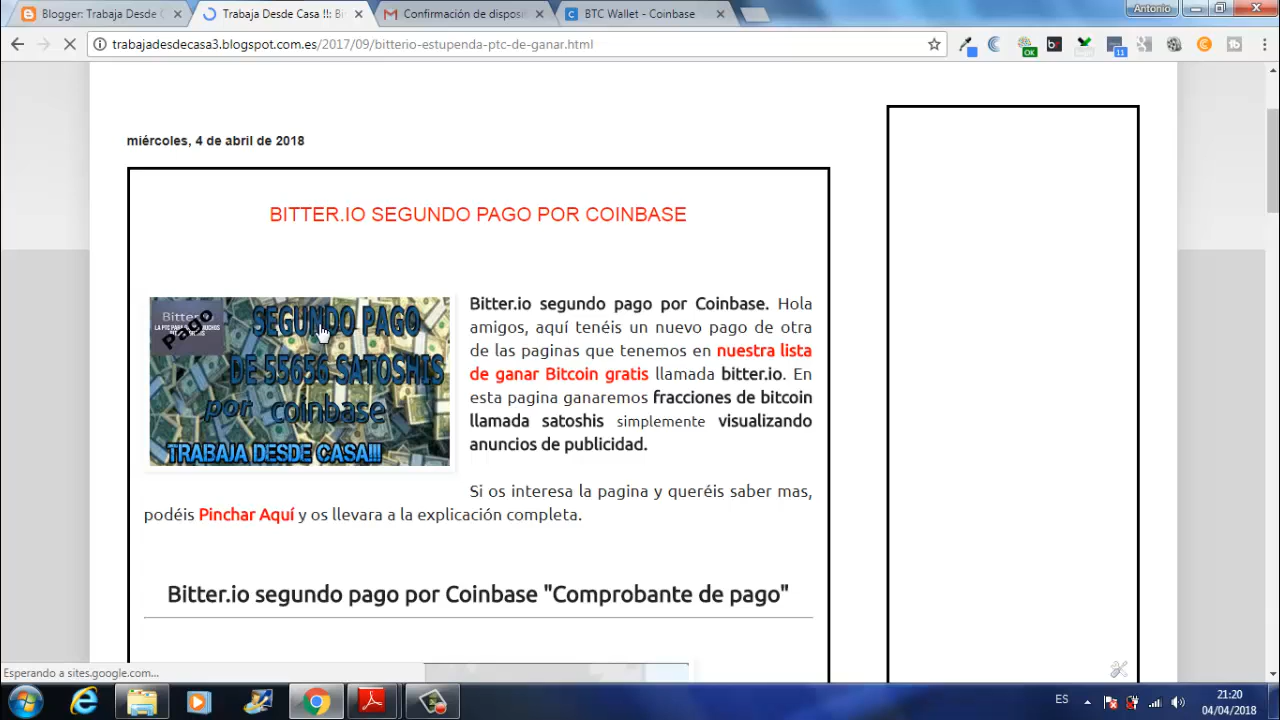 Blogger: Trabaja Desde C
Trabaja Desde Casa !!!: Bi
Confirmación de disposi
BTC Wallet - Coinbase
Antonio
trabajadesdecasa3.blogspot.com.es/2017/09/bitterio-estupenda-ptc-de-ganar.html
OK
11
miércoles, 4 de abril de 2018
BITTER.IO SEGUNDO PAGO POR COINBASE
Bitter.io
Pago
SEGUNDO PAGO
DE 55656 SATOSHIS
por coinbase
TRABAJA DESDE CASA!!!
Bitter.io segundo pago por Coinbase. Hola
amigos, aquí tenéis un nuevo pago de otra
de las paginas que tenemos en nuestra lista
de ganar Bitcoin gratis llamada bitter.io. En
esta pagina ganaremos fracciones de bitcoin
llamada satoshis simplemente visualizando
anuncios de publicidad.
Si os interesa la pagina y queréis saber mas,
podéis Pinchar Aquí y os llevara a la explicación completa.
Bitter.io segundo pago por Coinbase "Comprobante de pago"
Esperando a sites.google.com...
ES
21:20
04/04/2018